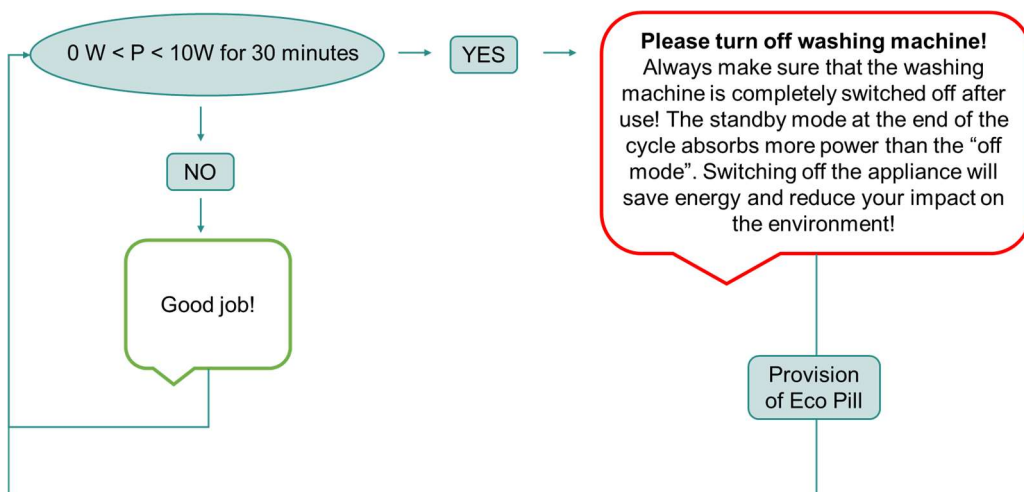 0 W < P < 10W for 30 minutes
YES
Please turn off washing machine!
Always make sure that the washing
machine is completely switched off after
use! The standby mode at the end of the
cycle absorbs more power than the “off
mode”. Switching off the appliance will
save energy and reduce your impact on
the environment!
NO
Good job!
Provision
of Eco Pill